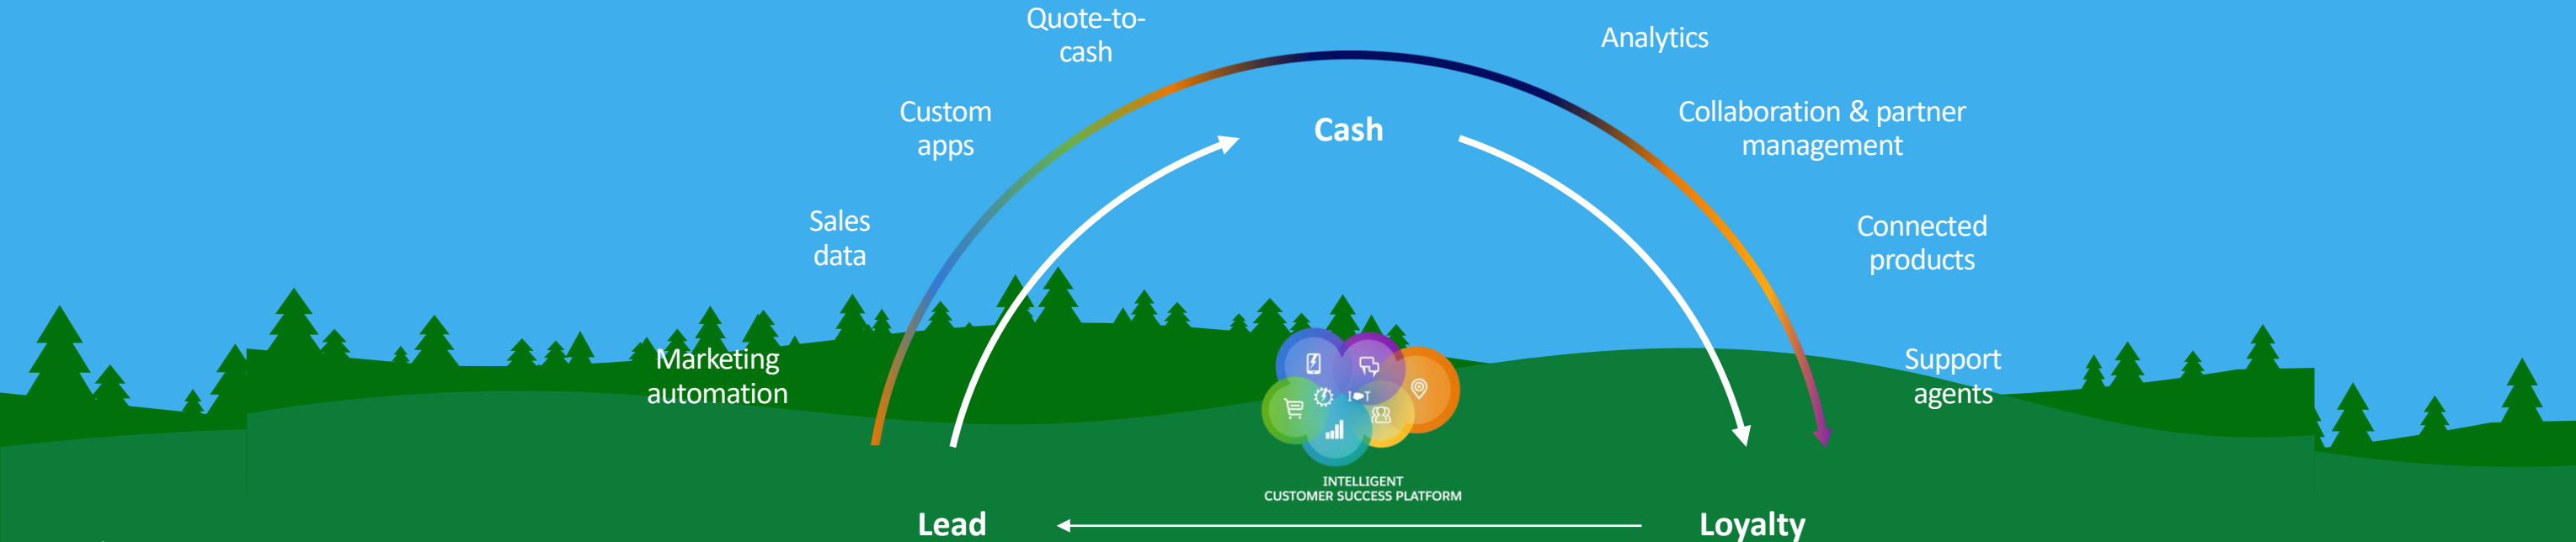 Quote-to-
cash
Analytics
Custom
apps
Cash
Collaboration & partner
management
Sales
data
Connected
products
Marketing
automation
Support
agents
IoT
INTELLIGENT
CUSTOMER SUCCESS PLATFORM
Lead
Loyalty